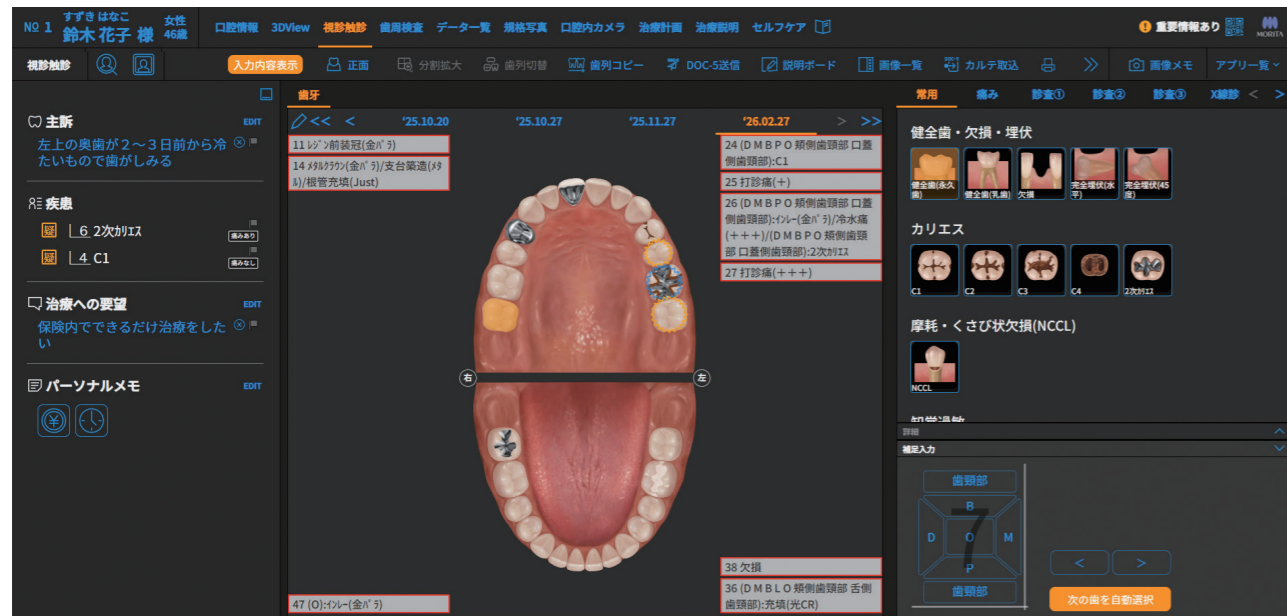 № 1
すずき はなこ
鈴木 花子 様
女性
46歳
口腔情報 3DView 視診触診 歯周検査 データ一覧 規格写真 口腔内カメラ 治療計画 治療説明 セルフケア
重要情報あり
MORITA
視診触診
入力内容表示 正面 分割拡大 歯列切替 歯列コピー DOC-5送信 説明ボード 画像一覧 カルテ取込 画像メモ アプリ一覧
主訴 EDIT
左上の奥歯が2~3日前から冷
たいもので歯がしみる
疾患
疑 6 2次カリエス 痛みあり
疑 4 C1 痛みなし
治療への要望 EDIT
保険内でできるだけ治療をした
い
パーソナルメモ EDIT
歯牙
<< < '25.10.20 '25.10.27 '25.11.27 '26.02.27 > >>
11 レジン前装冠(金パラ)
14 メタルクラウン(金パラ)/支台築造(メタ
ル)/根管充填(Just)
24 (D M B P O 頬側歯頸部 口蓋
側歯頸部):C1
25 打診痛(+)
26 (D M B P O 頬側歯頸部 口蓋
側歯頸部):インレー(金パラ)/冷水痛
(+++)/(D M B P O 頬側歯頸
部 口蓋側歯頸部):2次カリエス
27 打診痛(+++)
右
左
47 (O):インレー(金パラ)
38 欠損
36 (D M B L O 頬側歯頸部 舌側
歯頸部):充填(光CR)
常用 痛み 診査① 診査② 診査③ X線診 < >
健全歯・欠損・埋伏
健全歯(永久
歯)
健全歯(乳歯)
欠損
完全埋伏(水
平)
完全埋伏(45
度)
カリエス
C1
C2
C3
C4
2次カリエス
摩耗・くさび状欠損(NCCL)
NCCL
知覚過敏
詳細
補足入力
歯頸部
B
D O M
7
P
歯頸部
< >
次の歯を自動選択